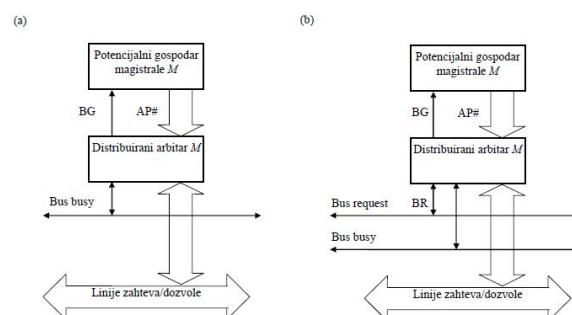 (a)
Potencijalni gospodar
magistrale M
BG
AP#
Distribuirani arbitar M
Bus busy
Linije zahteva/dozvole
(b)
Potencijalni gospodar
magistrale M
BG
AP#
Distribuirani arbitar M
Bus request
BR
Bus busy
Linije zahteva/dozvole